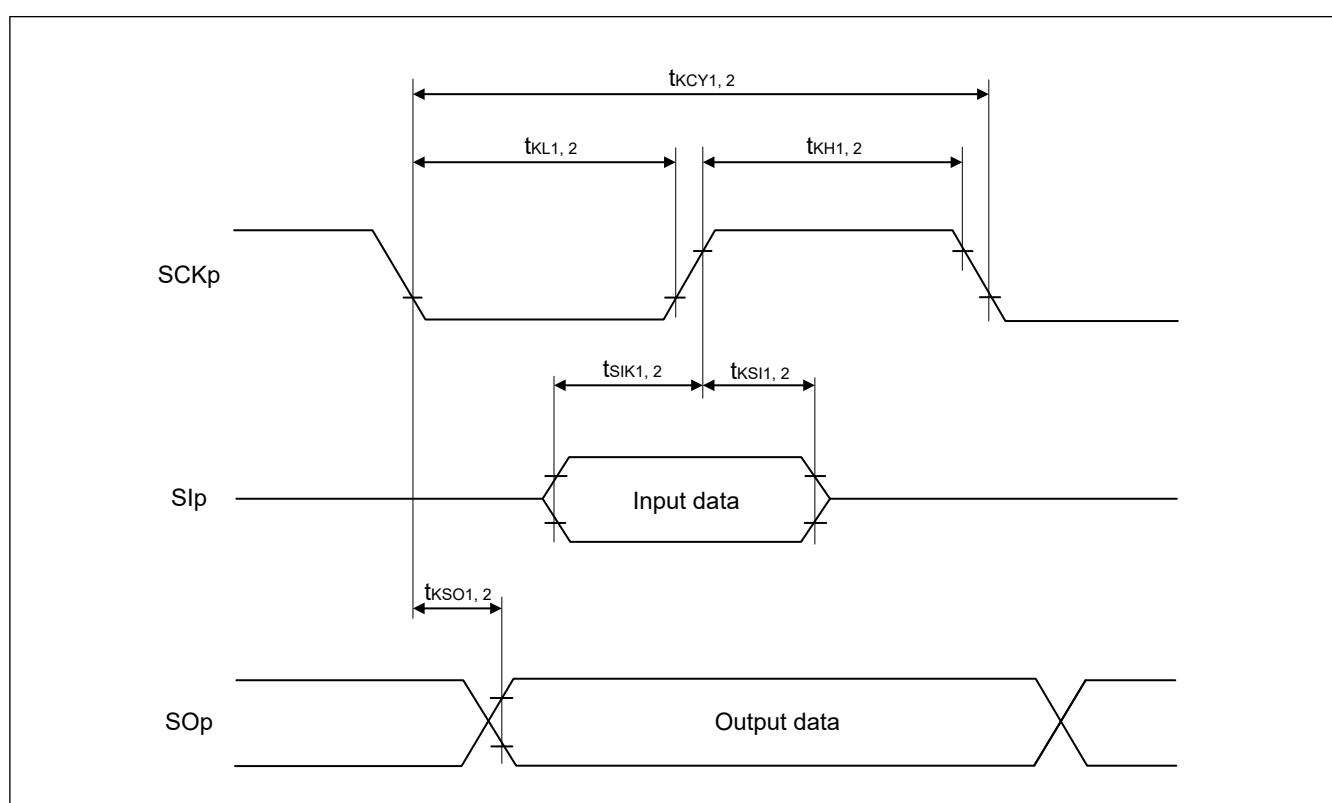 tKCY1, 2
tKL1, 2
tKH1, 2
SCKp
tSIK1, 2
tKSI1, 2
SIp
Input data
tKSO1, 2
SOp
Output data